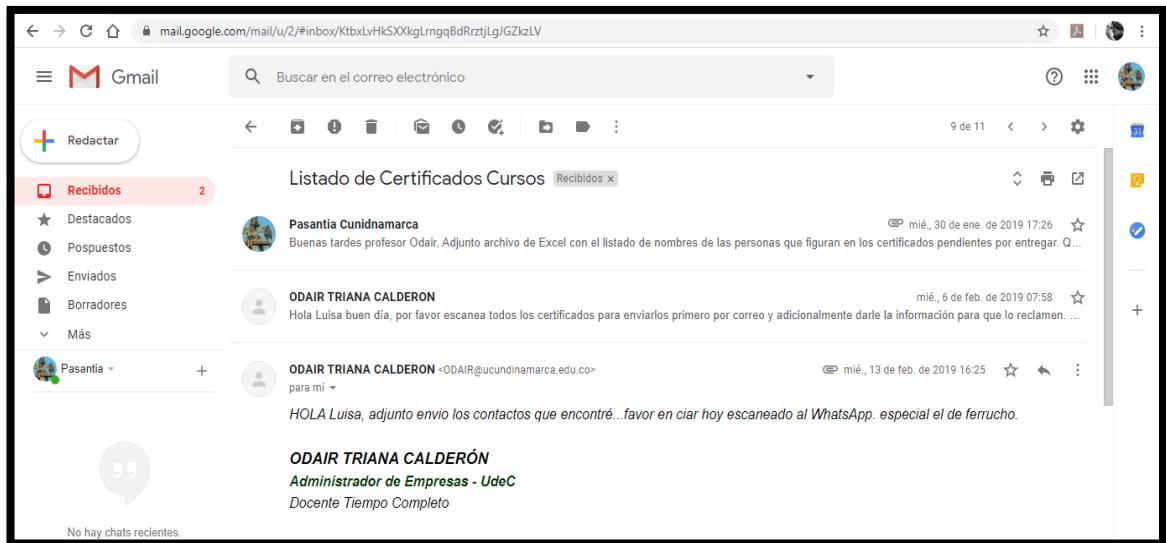 mail.google.com/mail/u/2/#inbox/KtbxLvHkSXXkgLrngqBdRrztjLgJGZkzLV
Gmail
Buscar en el correo electrónico
Redactar
9 de 11
31
Listado de Certificados Cursos Recibidos x
Recibidos 2
Destacados
Pospuestos
Enviados
Borradores
Más
Pasantia
Pasantia Cunidnamarca mié., 30 de ene. de 2019 17:26
Buenas tardes profesor Odair, Adjunto archivo de Excel con el listado de nombres de las personas que figuran en los certificados pendientes por entregar. Q...
ODAIR TRIANA CALDERON mié., 6 de feb. de 2019 07:58
Hola Luisa buen día, por favor escanea todos los certificados para enviarlos primero por correo y adicionalmente darle la información para que lo reclamen. ...
ODAIR TRIANA CALDERON <ODAIR@ucundinamarca.edu.co> mié., 13 de feb. de 2019 16:25
para mí
HOLA Luisa, adjunto envio los contactos que encontré...favor en ciar hoy escaneado al WhatsApp. especial el de ferrucho.
ODAIR TRIANA CALDERÓN
Administrador de Empresas - UdeC
Docente Tiempo Completo
No hay chats recientes.